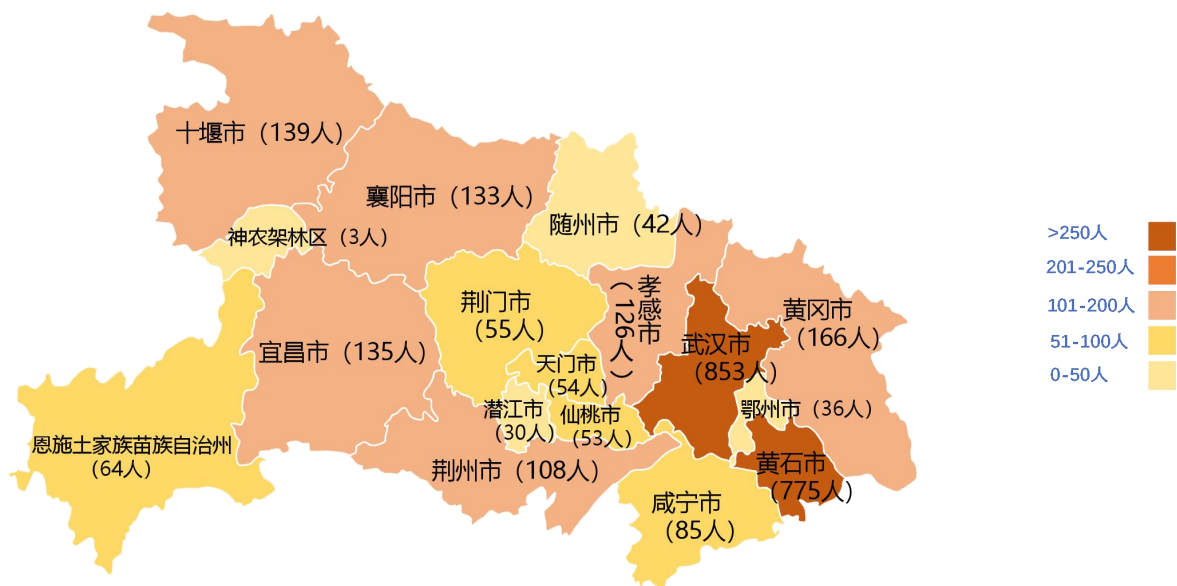 十堰市（139人）
襄阳市（133人）
随州市（42人）
神农架林区（3人）
孝感市
（126人）
荆门市
（55人）
黄冈市
（166人）
宜昌市（135人）
武汉市
（853人）
天门市
（54人）
潜江市
（30人）
仙桃市
（53人）
鄂州市（36人）
恩施土家族苗族自治州
（64人）
荆州市（108人）
黄石市
（775人）
咸宁市
（85人）
>250人
201-250人
101-200人
51-100人
0-50人